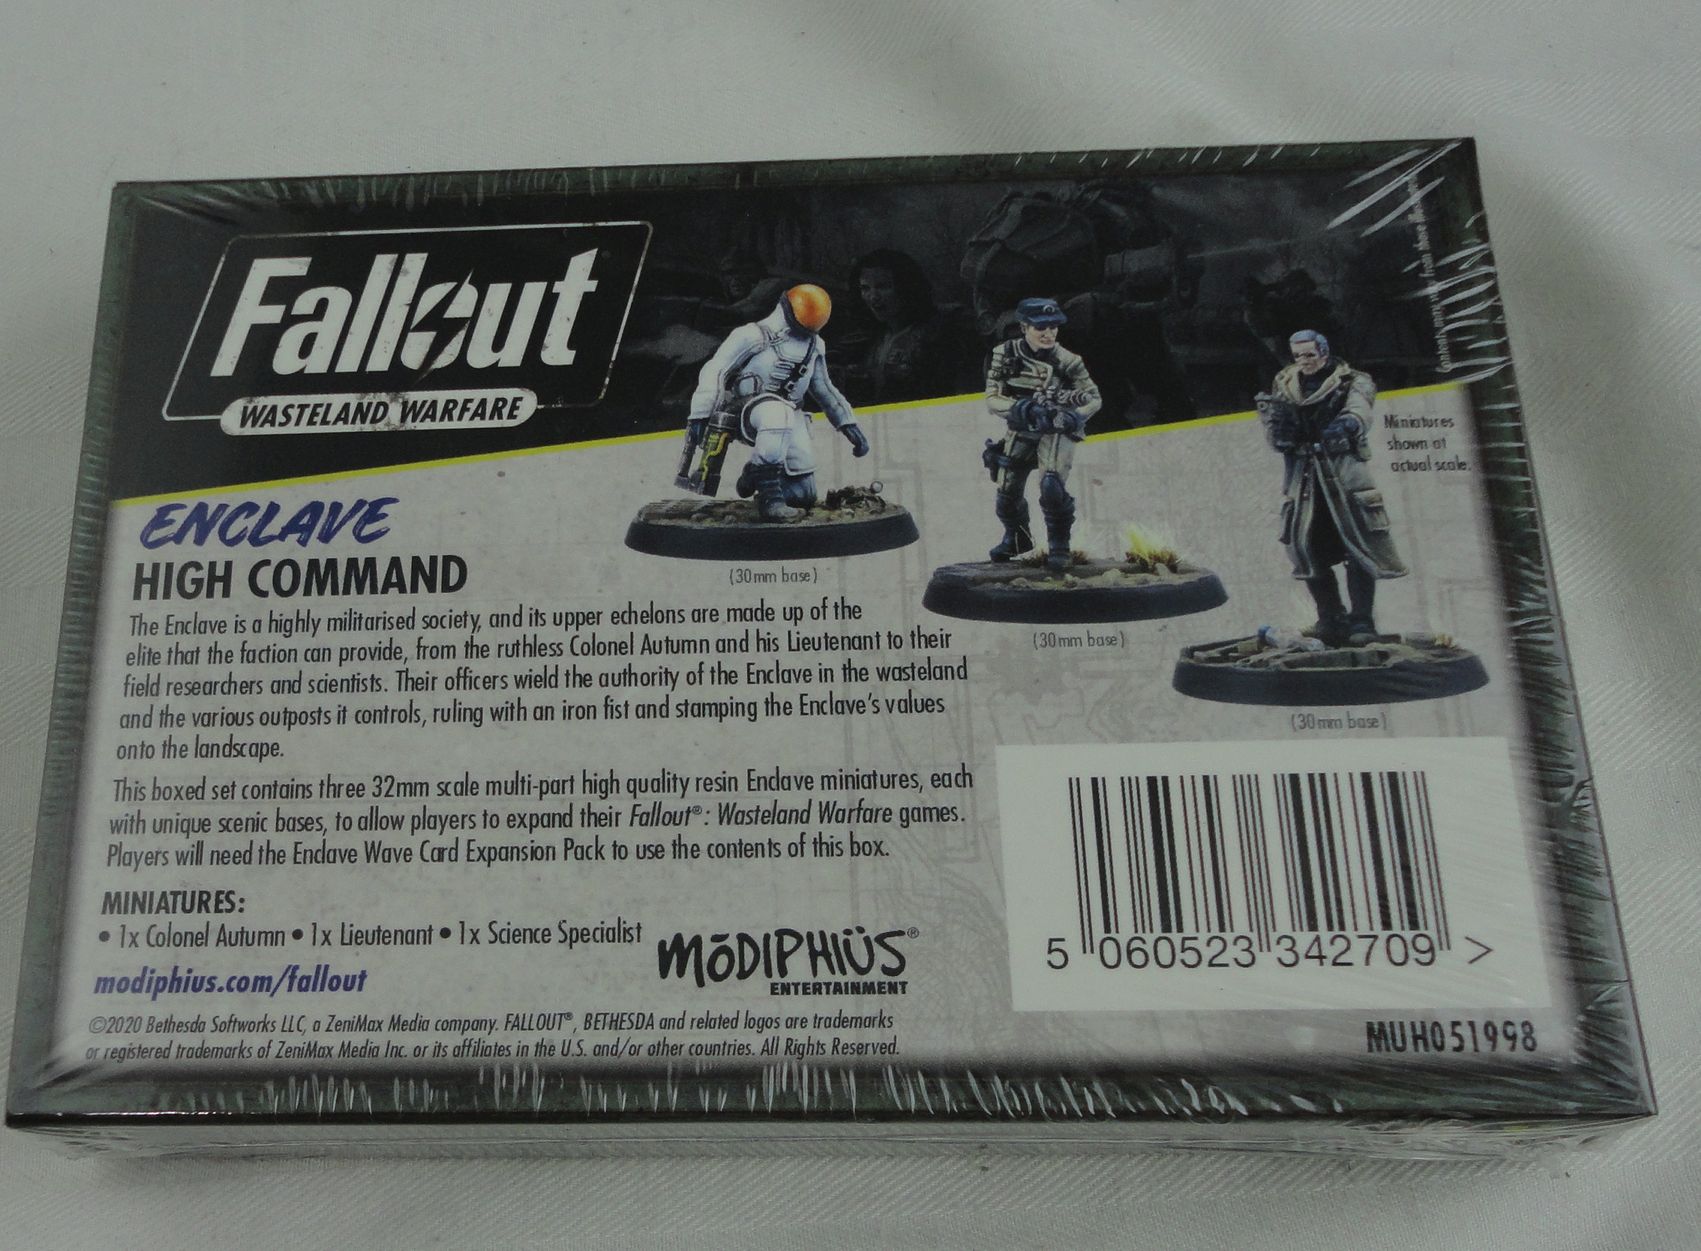 Fallout
WASTELAND WARFARE
Miniatures
shown at
actual scale.
ENCLAVE
HIGH COMMAND
(30mm base)
(30mm base)
(30mm base)
The Enclave is a highly militarised society, and its upper echelons are made up of the
elite that the faction can provide, from the ruthless Colonel Autumn and his Lieutenant to their
field researchers and scientists. Their officers wield the authority of the Enclave in the wasteland
and the various outposts it controls, ruling with an iron fist and stamping the Enclave's values
onto the landscape.
This boxed set contains three 32mm scale multi-part high quality resin Enclave miniatures, each
with unique scenic bases, to allow players to expand their Fallout®: Wasteland Warfare games.
Players will need the Enclave Wave Card Expansion Pack to use the contents of this box.
MINIATURES:
• 1x Colonel Autumn • 1x Lieutenant • 1x Science Specialist
modiphius.com/fallout
MōDIPHIÜS®
ENTERTAINMENT
©2020 Bethesda Softworks LLC, a ZeniMax Media company. FALLOUT®, BETHESDA and related logos are trademarks
or registered trademarks of ZeniMax Media Inc. or its affiliates in the U.S. and/or other countries. All Rights Reserved.
5 060523 342709 >
MUH051998
Contents may
from these